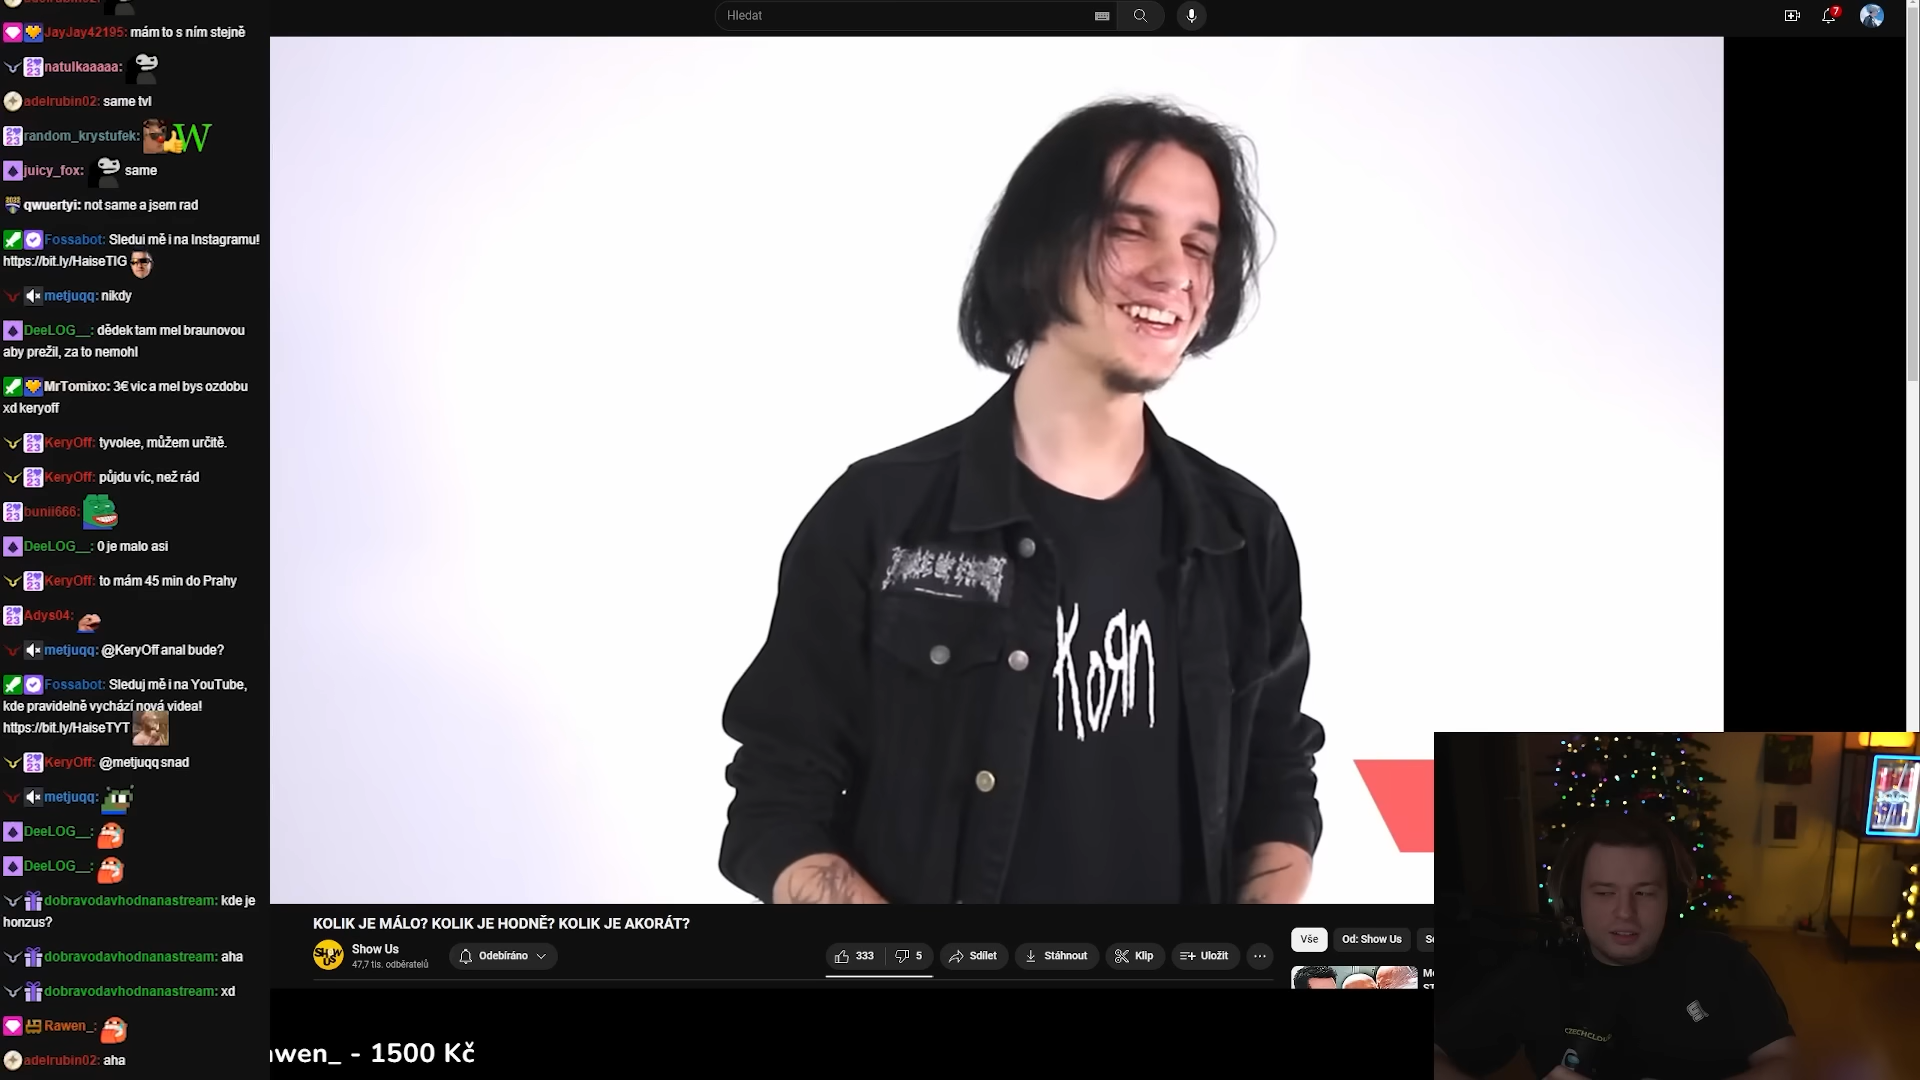 JayJay42195: mám to s ním stejně
natulkaaaaa:
adelrubin02: same tvl
random_krystufek: W
juicy_fox: same
qwuertyi: not same a jsem rad
Fossabot: Sleduj mě i na Instagramu!
https://bit.ly/HaiseTIG
metjuqq: nikdy
DeeLOG__: dědek tam mel braunovou
aby prežil, za to nemohl
MrTomixo: 3€ vic a mel bys ozdobu
xd keryoff
KeryOff: tyvolee, můžem určitě.
KeryOff: půjdu víc, než rád
bunii666:
DeeLOG__: 0 je malo asi
KeryOff: to mám 45 min do Prahy
Adys04:
metjuqq: @KeryOff anal bude?
Fossabot: Sleduj mě i na YouTube,
kde pravidelně vychází nová videa!
https://bit.ly/HaiseTYT
KeryOff: @metjuqq snad
metjuqq:
DeeLOG__:
DeeLOG__:
dobravodavhodnanastream: kde je
honzus?
dobravodavhodnanastream: aha
dobravodavhodnanastream: xd
Rawen_:
adelrubin02: aha
Hledat
7
KoЯn
KOLIK JE MÁLO? KOLIK JE HODNĚ? KOLIK JE AKORÁT?
SHOW US
Show Us
47,7 tis. odběratelů
Odebíráno
333
5
Sdílet
Stáhnout
Klip
Uložit
Vše
Od: Show Us
awen_ - 1500 Kč